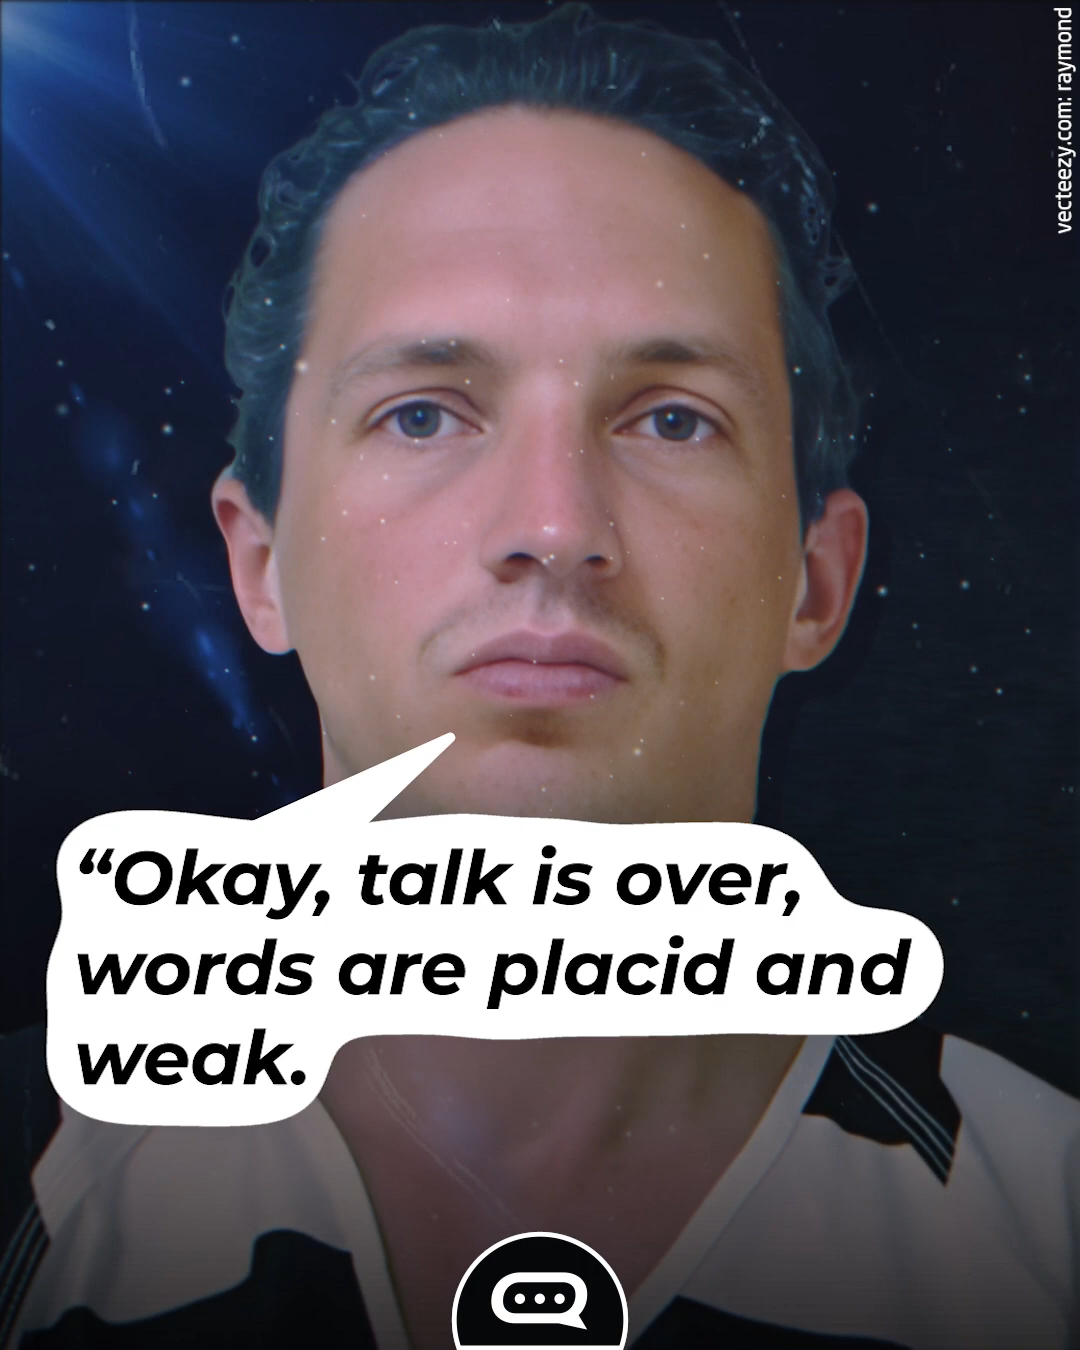 vecteezy.com: raymond
“Okay, talk is over,
words are placid and
weak.